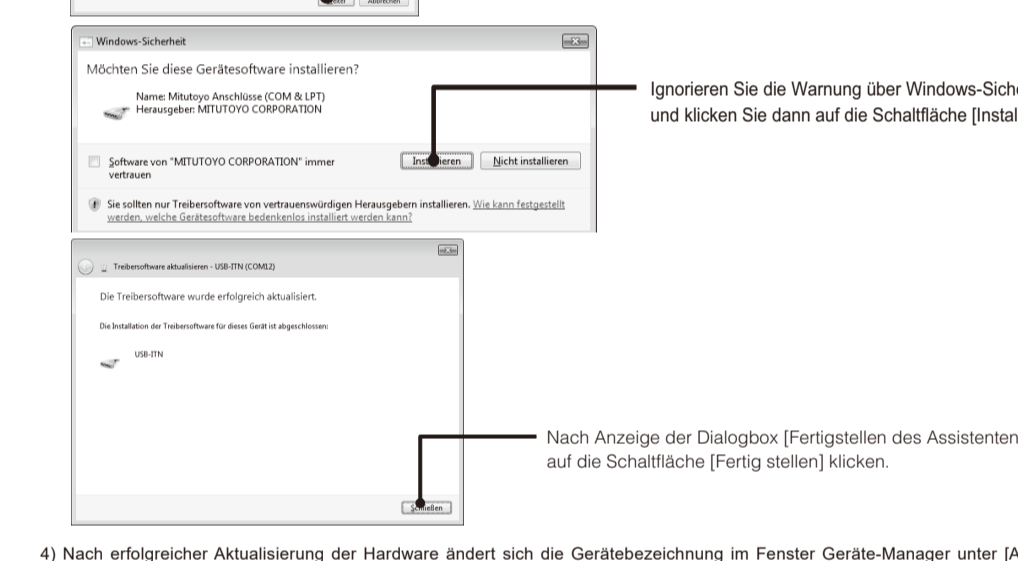 Abbrechen
Windows-Sicherheit
Möchten Sie diese Gerätesoftware installieren?
Name: Mitutoyo Anschlüsse (COM & LPT)
Herausgeber: MITUTOYO CORPORATION
Ignorieren Sie die Warnung über
und klicken Sie dann auf die Schaltfläche
Software von "MITUTOYO CORPORATION" immer
vertrauen
Nicht installieren
Sie sollten nur Treibersoftware von vertrauenswürdigen Herausgebern installieren. Wie kann festgestellt
werden, welche Gerätesoftware bedenkenlos installiert werden kann?
Treibersoftware aktualisieren - USB-ITN (COM12)
Die Treibersoftware wurde erfolgreich aktualisiert.
Die Installation der Treibersoftware für dieses Gerät ist abgeschlossen:
USB-ITN
Nach Anzeige der Dialogbox [Fertigstellen des Assistenten
auf die Schaltfläche [Fertig stellen] klicken.
4) Nach erfolgreicher Aktualisierung der Hardware ändert sich die Gerätebezeichnung im Fenster Geräte-Manager unter